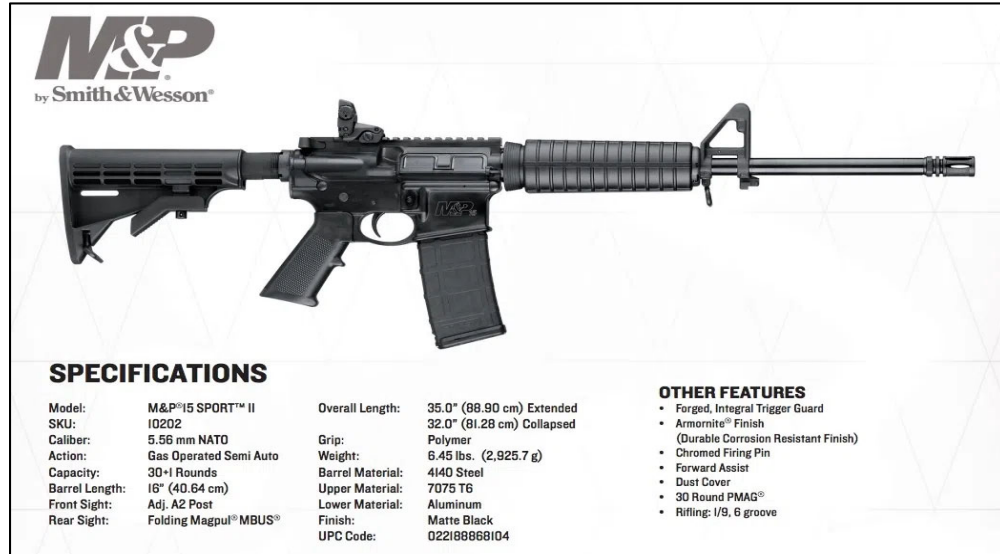 M&P®
by Smith&Wesson®
M&P 15
SPECIFICATIONS
Model: M&P®15 SPORT™ II
SKU: 10202
Caliber: 5.56 mm NATO
Action: Gas Operated Semi Auto
Capacity: 30+1 Rounds
Barrel Length: 16" (40.64 cm)
Front Sight: Adj. A2 Post
Rear Sight: Folding Magpul® MBUS®
Overall Length: 35.0" (88.90 cm) Extended
32.0" (81.28 cm) Collapsed
Grip: Polymer
Weight: 6.45 lbs. (2,925.7 g)
Barrel Material: 4140 Steel
Upper Material: 7075 T6
Lower Material: Aluminum
Finish: Matte Black
UPC Code: 022188868104
OTHER FEATURES
• Forged, Integral Trigger Guard
• Armornite® Finish
(Durable Corrosion Resistant Finish)
• Chromed Firing Pin
• Forward Assist
• Dust Cover
• 30 Round PMAG®
• Rifling: 1/9, 6 groove